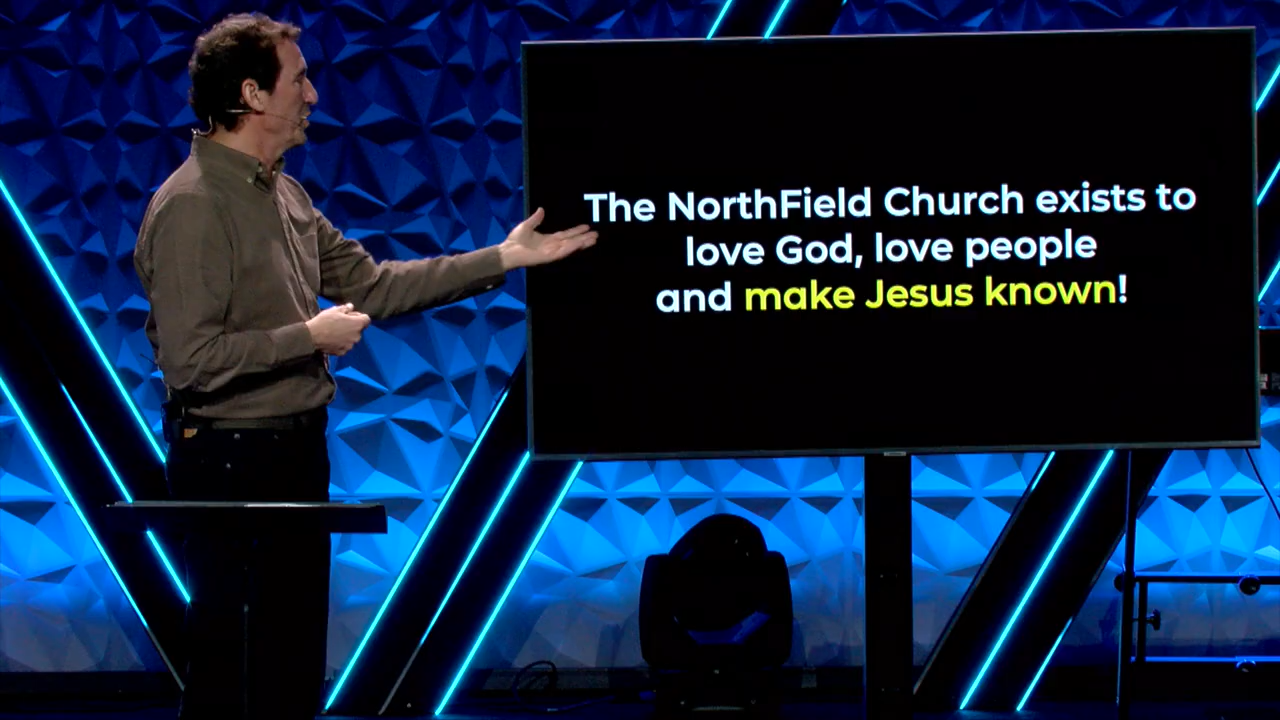 The NorthField Church exists to
love God, love people
and make Jesus known!